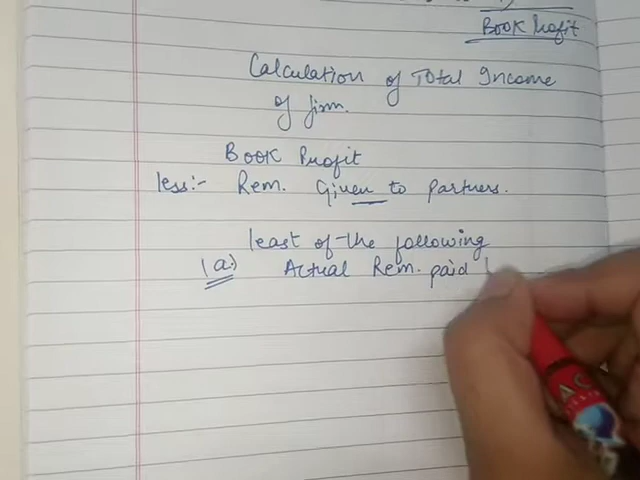 Book Profit
Calculation of Total Income
of firm.
Book Profit
less:- Rem. Given to partners.
least of the following
(a.) Actual Rem. paid